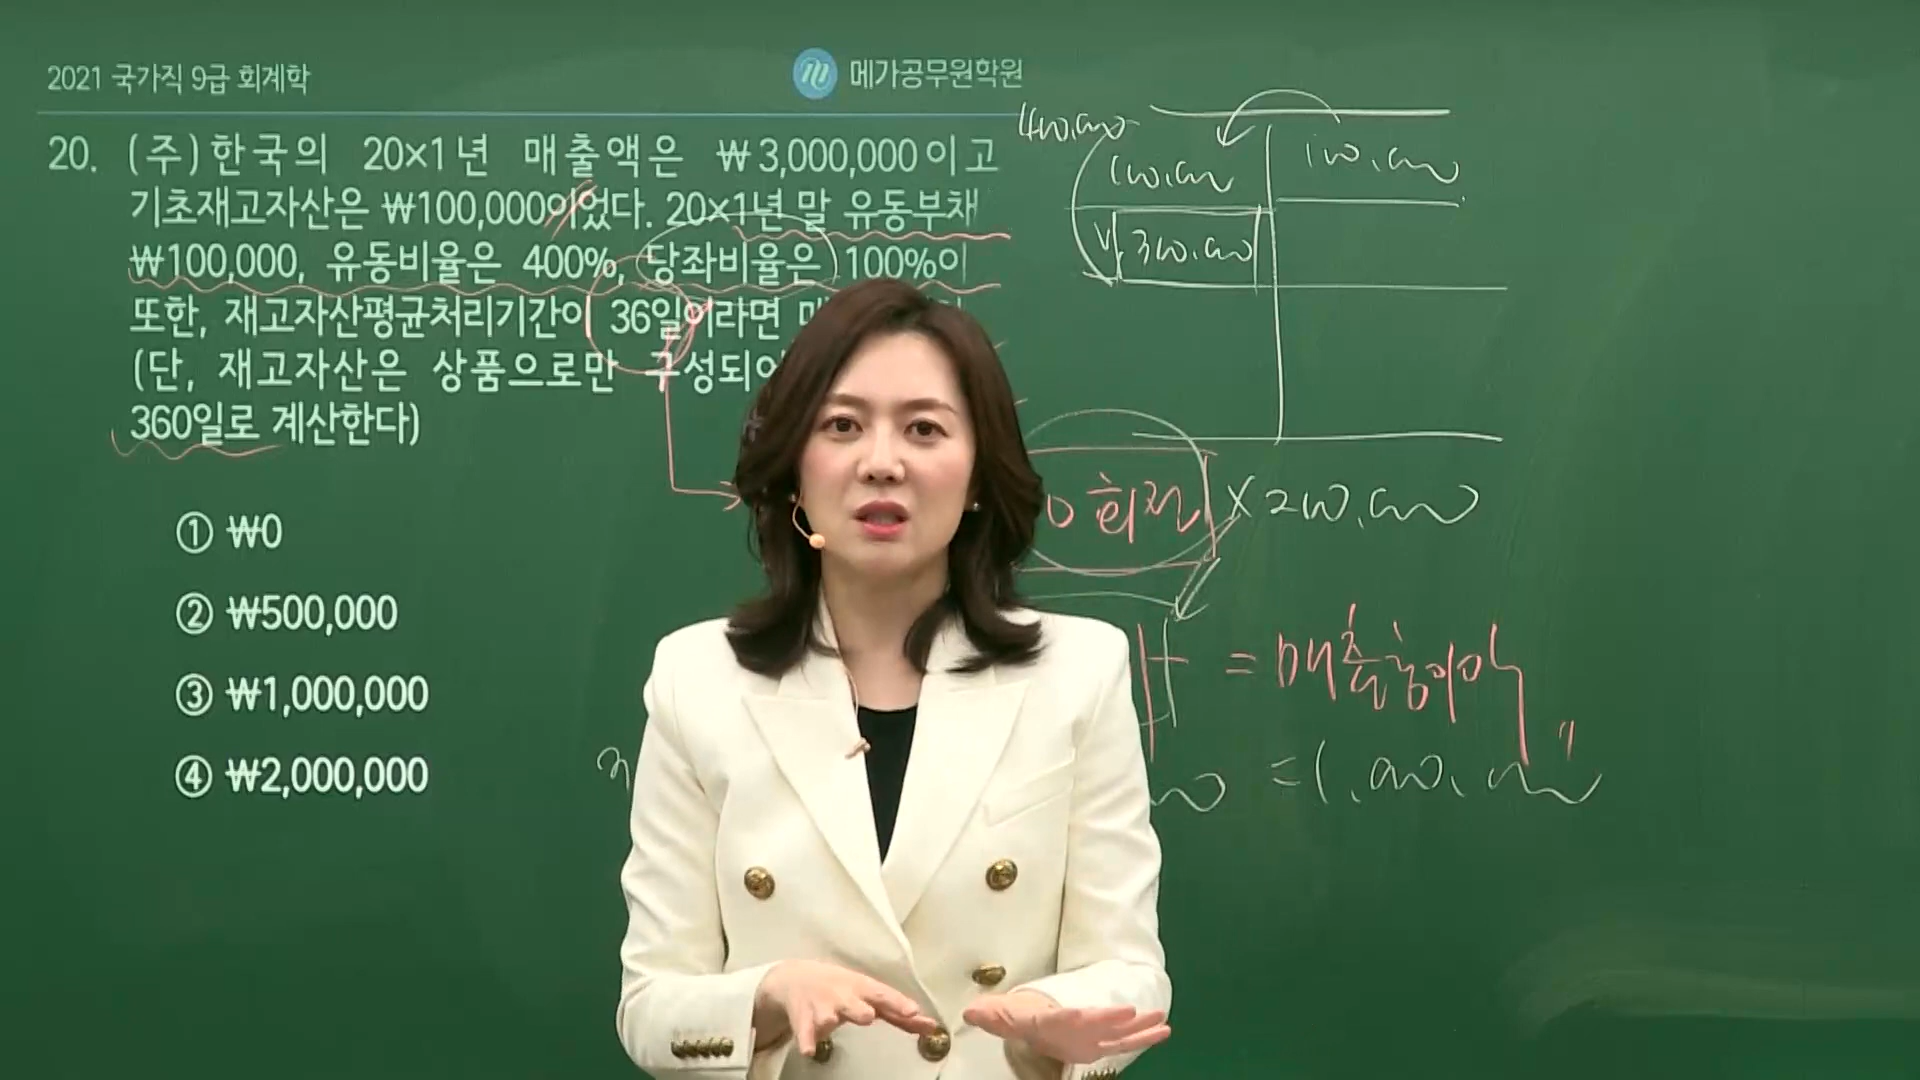 2021 국가직 9급 회계학
메가공무원학원
20. (주)한국의 20×1년 매출액은 ₩3,000,000이고
기초재고자산은 ₩100,000이었다. 20×1년 말 유동부채
₩100,000, 유동비율은 400%, 당좌비율은 100%이
또한, 재고자산평균처리기간이 36일이라면
(단, 재고자산은 상품으로만 구성되어
360일로 계산한다)
① ₩0
② ₩500,000
③ ₩1,000,000
④ ₩2,000,000
400,000
100,000
100,000
300,000
0회전 × 200,000
= 매출총이익
= 1,000,000